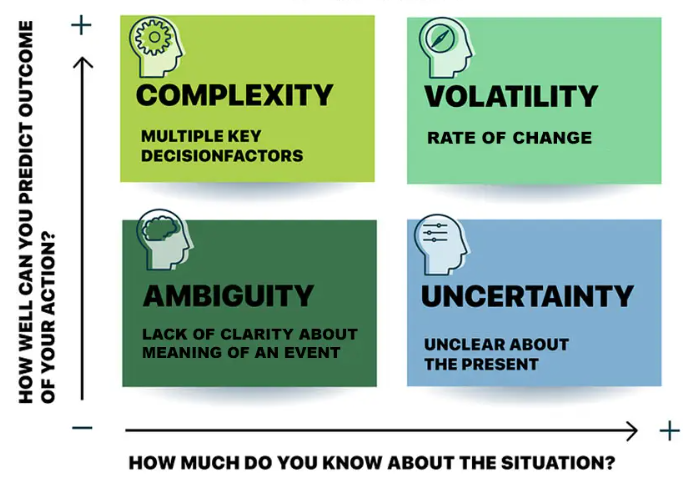 HOW WELL CAN YOU PREDICT OUTCOME
OF YOUR ACTION?
+
COMPLEXITY
MULTIPLE KEY
DECISIONFACTORS
VOLATILITY
RATE OF CHANGE
AMBIGUITY
LACK OF CLARITY ABOUT
MEANING OF AN EVENT
UNCERTAINTY
UNCLEAR ABOUT
THE PRESENT
−
+
HOW MUCH DO YOU KNOW ABOUT THE SITUATION?